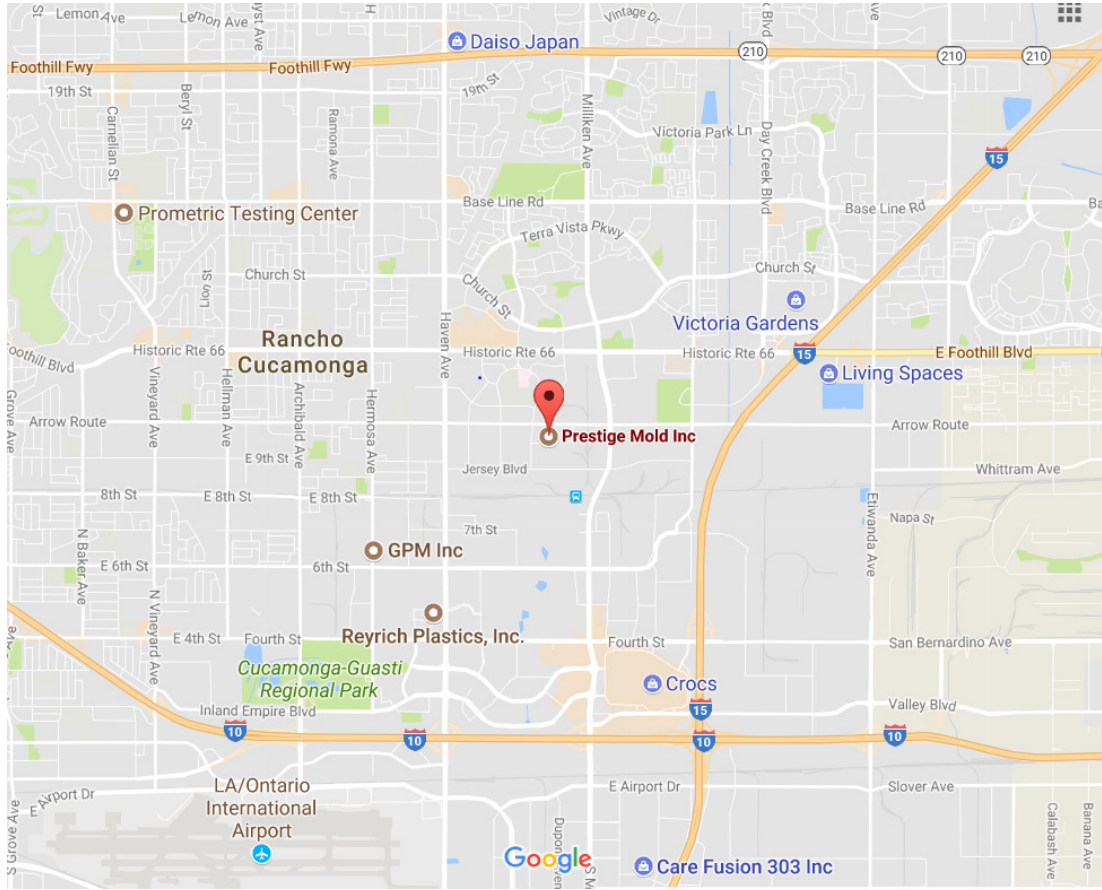 Lemon Ave
Lemon Ave
Vintage Dr
Daiso Japan
210
210
210
Foothill Fwy
Foothill Fwy
19th St
19th St
Carnelian St
Beryl St
Ramona Ave
Milliken Ave
Victoria Park Ln
Day Creek Blvd
15
Base Line Rd
Base Line Rd
Prometric Testing Center
Terra Vista Pkwy
Church St
Church St
Church St
Lion St
Victoria Gardens
Rancho
Cucamonga
Haven Ave
Historic Rte 66
Historic Rte 66
Historic Rte 66
15
E Foothill Blvd
Living Spaces
Vineyard Ave
Hellman Ave
Archibald Ave
Hermosa Ave
Grove Ave
Arrow Route
Arrow Route
Prestige Mold Inc
E 9th St
Jersey Blvd
Whittram Ave
8th St
E 8th St
E 8th St
Etiwanda Ave
Napa St
7th St
N Baker Ave
GPM Inc
E 6th St
6th St
N Vineyard Ave
Reyrich Plastics, Inc.
E 4th St
Fourth St
Fourth St
San Bernardino Ave
Cucamonga-Guasti
Regional Park
Crocs
Inland Empire Blvd
15
Valley Blvd
10
10
10
10
LA/Ontario
International
Airport
E Airport Dr
E Airport Dr
Slover Ave
S Grove Ave
Calabash Ave
Banana Ave
Google
Care Fusion 303 Inc